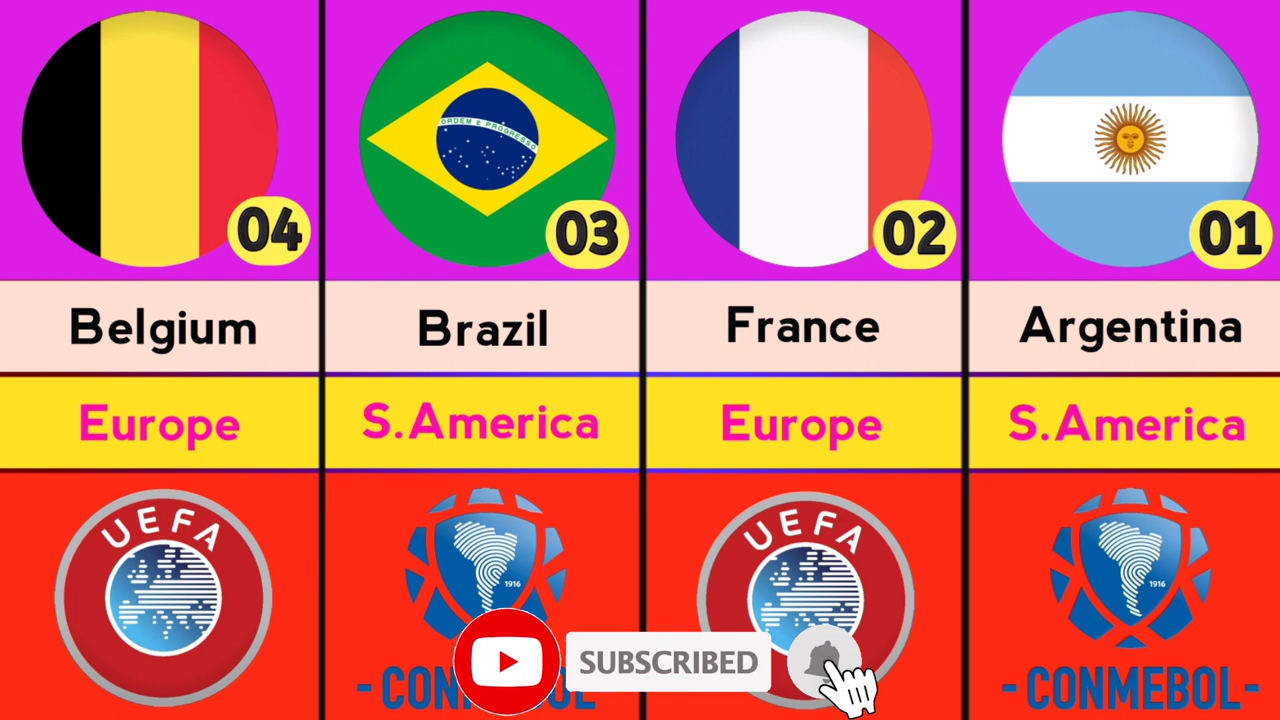 ORDEM E PROGRESSO
04
03
02
01
Belgium
Brazil
France
Argentina
Europe
S.America
Europe
S.America
UEFA
1916
UEFA
1916
SUBSCRIBED
-CONMEBOL-